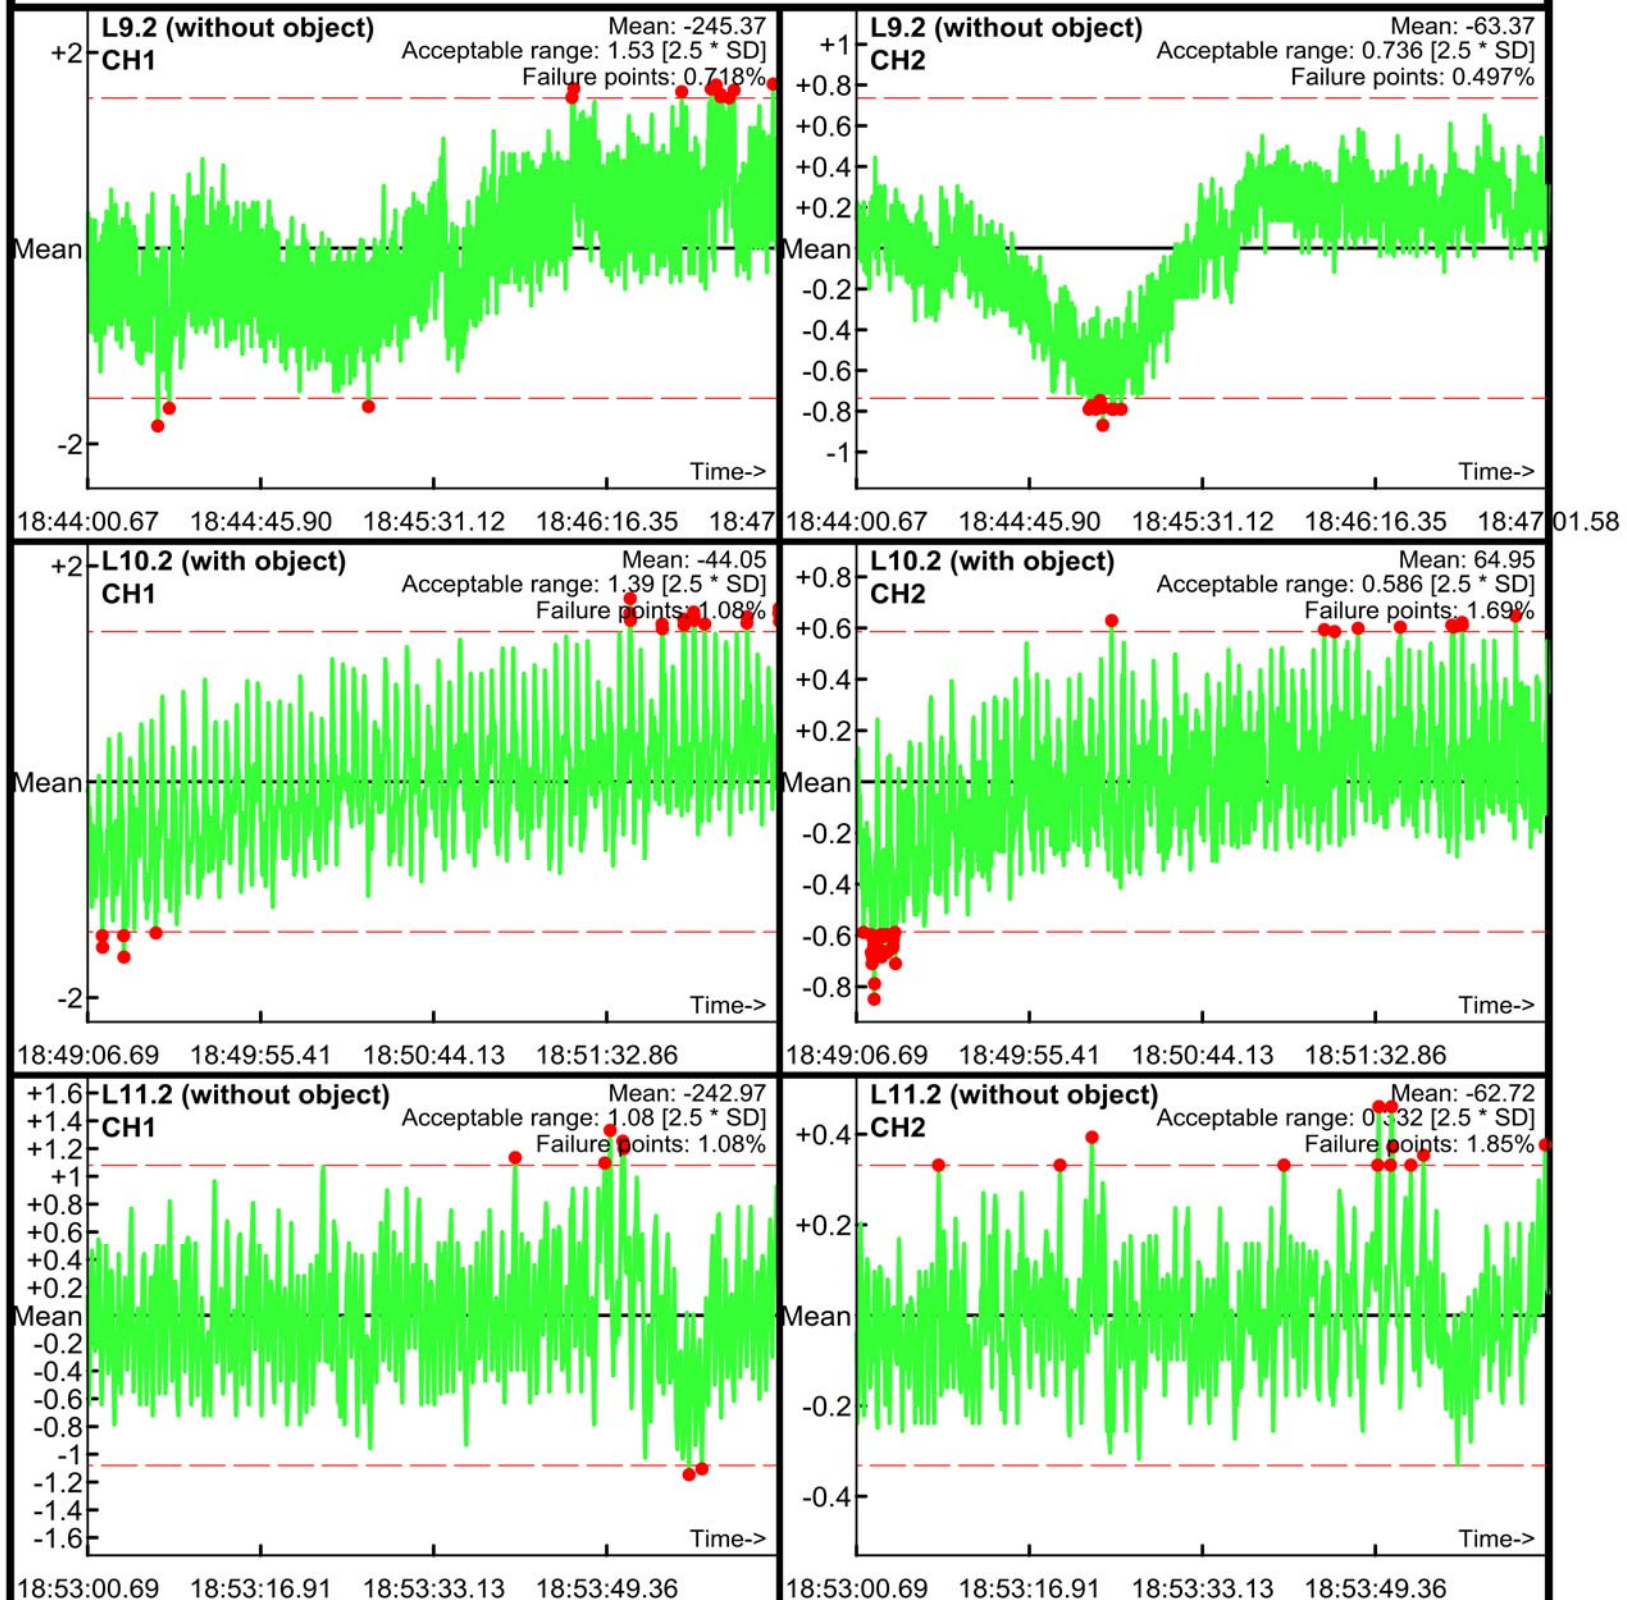 L9.2 (without object)
CH1
Mean: -245.37
Acceptable range: 1.53 [2.5 * SD]
Failure points: 0.718%
+2
Mean
-2
Time->
18:44:00.67 18:44:45.90 18:45:31.12 18:46:16.35 18:47
L9.2 (without object)
CH2
Mean: -63.37
Acceptable range: 0.736 [2.5 * SD]
Failure points: 0.497%
+1
+0.8
+0.6
+0.4
+0.2
Mean
-0.2
-0.4
-0.6
-0.8
-1
Time->
18:44:00.67 18:44:45.90 18:45:31.12 18:46:16.35 18:47:01.58
L10.2 (with object)
CH1
Mean: -44.05
Acceptable range: 1.39 [2.5 * SD]
Failure points: 1.08%
+2
Mean
-2
Time->
18:49:06.69 18:49:55.41 18:50:44.13 18:51:32.86
L10.2 (with object)
CH2
Mean: 64.95
Acceptable range: 0.586 [2.5 * SD]
Failure points: 1.69%
+0.8
+0.6
+0.4
+0.2
Mean
-0.2
-0.4
-0.6
-0.8
Time->
18:49:06.69 18:49:55.41 18:50:44.13 18:51:32.86
L11.2 (without object)
CH1
Mean: -242.97
Acceptable range: 1.08 [2.5 * SD]
Failure points: 1.08%
+1.6
+1.4
+1.2
+1
+0.8
+0.6
+0.4
+0.2
Mean
-0.2
-0.4
-0.6
-0.8
-1
-1.2
-1.4
-1.6
Time->
18:53:00.69 18:53:16.91 18:53:33.13 18:53:49.36
L11.2 (without object)
CH2
Mean: -62.72
Acceptable range: 0.332 [2.5 * SD]
Failure points: 1.85%
+0.4
+0.2
Mean
-0.2
-0.4
Time->
18:53:00.69 18:53:16.91 18:53:33.13 18:53:49.36